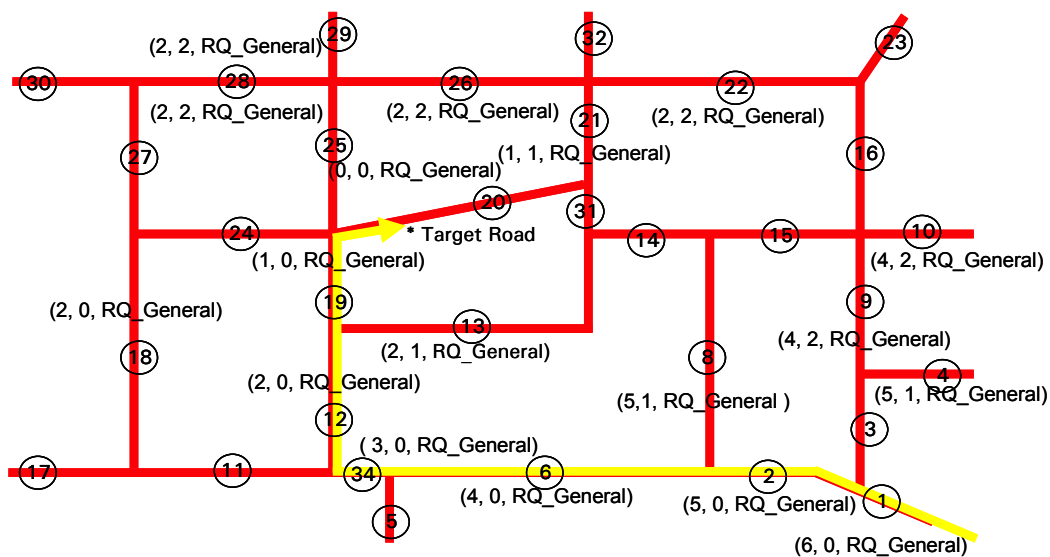 29
32
23
(2, 2, RQ_General)
30
28
26
22
(2, 2, RQ_General)
(2, 2, RQ_General)
(2, 2, RQ_General)
21
27
25
(1, 1, RQ_General)
16
(0, 0, RQ_General)
20
31
24
* Target Road
14
15
10
(1, 0, RQ_General)
(4, 2, RQ_General)
(2, 0, RQ_General)
19
9
13
(4, 2, RQ_General)
18
(2, 1, RQ_General)
8
4
(2, 0, RQ_General)
(5, 1, RQ_General)
(5,1, RQ_General )
12
3
( 3, 0, RQ_General)
17
11
34
6
2
(4, 0, RQ_General)
(5, 0, RQ_General)
1
5
(6, 0, RQ_General)